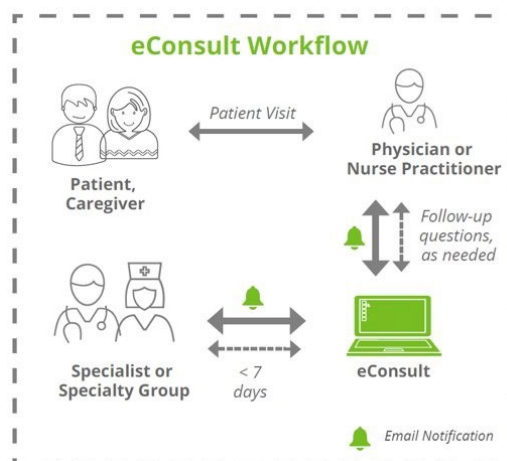 eConsult Workflow
Patient Visit
Patient,
Caregiver
Physician or
Nurse Practitioner
Follow-up
questions,
as needed
Specialist or
Specialty Group
< 7
days
eConsult
Email Notification